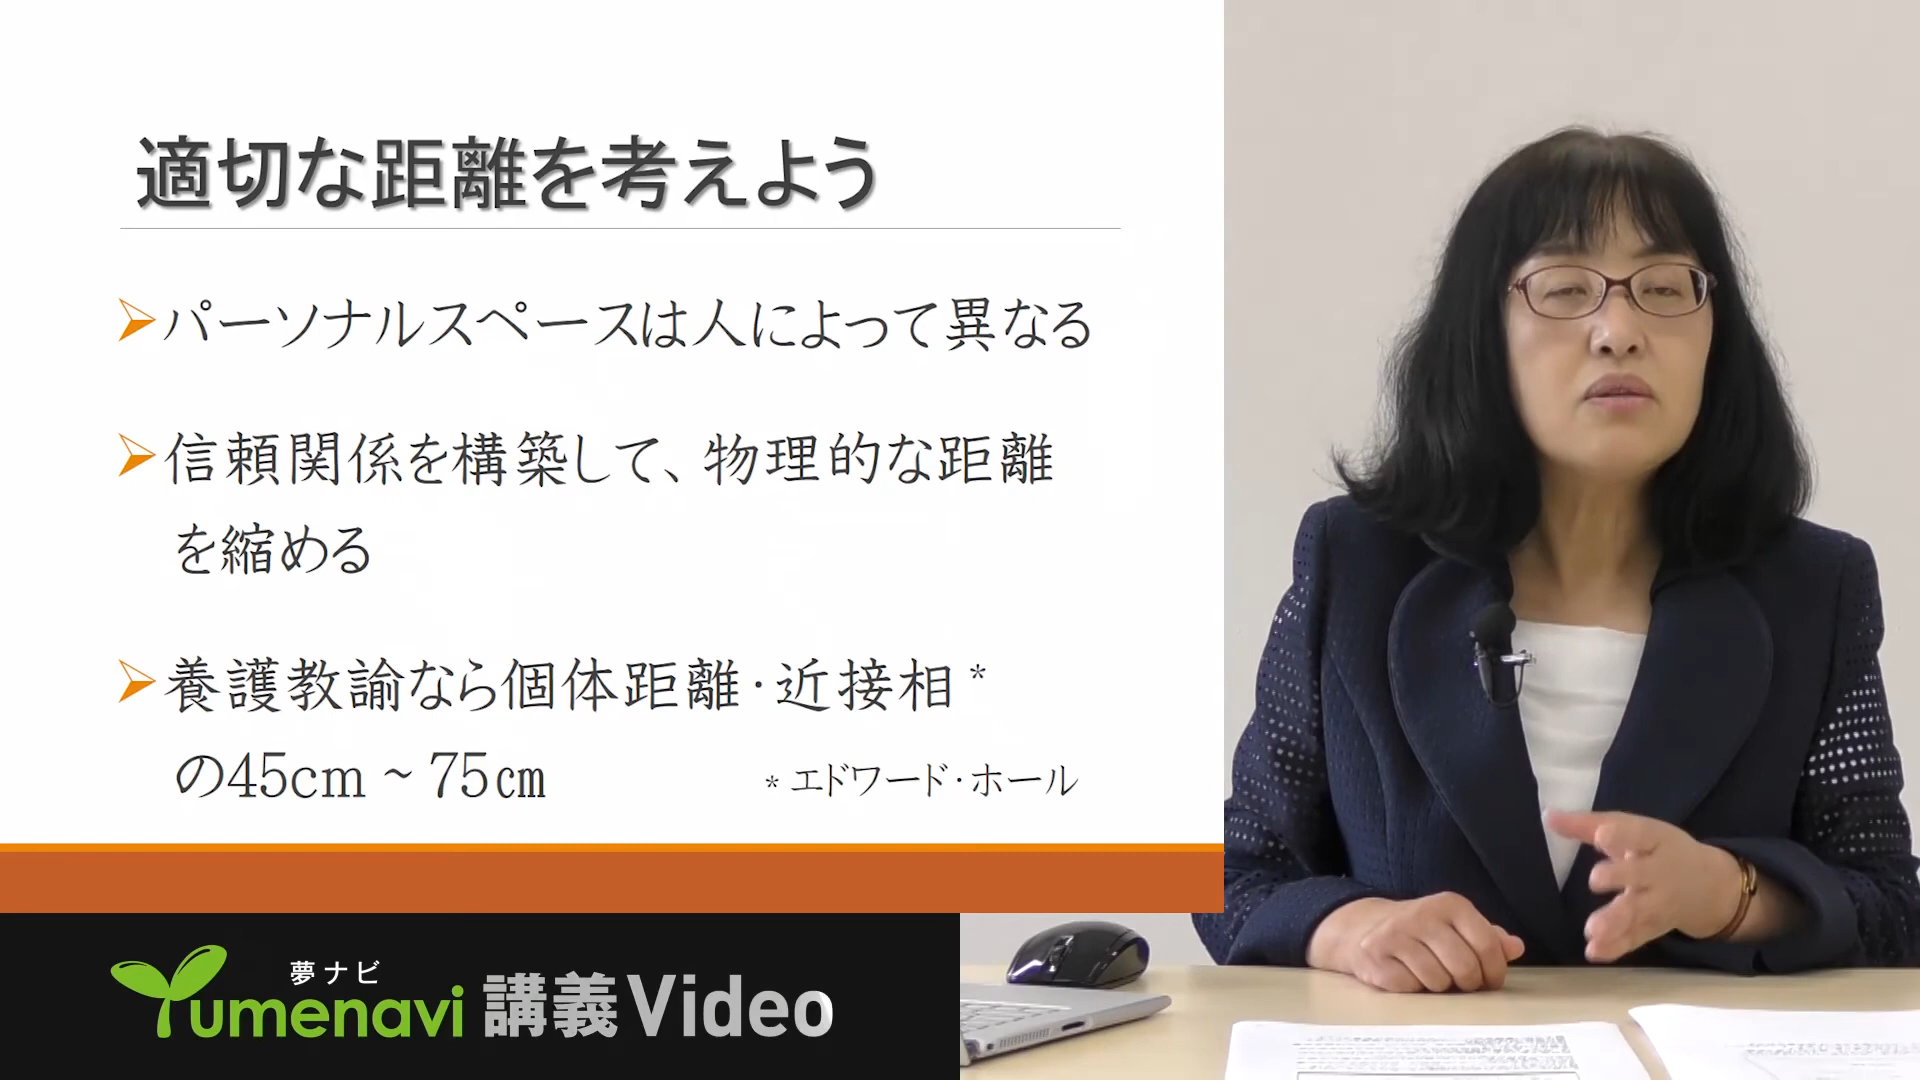 適切な距離を考えよう
パーソナルスペースは人によって異なる
信頼関係を構築して、物理的な距離
を縮める
養護教諭なら個体距離・近接相*
の45cm ~ 75㎝
* エドワード・ホール
夢ナビ
Yumenavi 講義Video